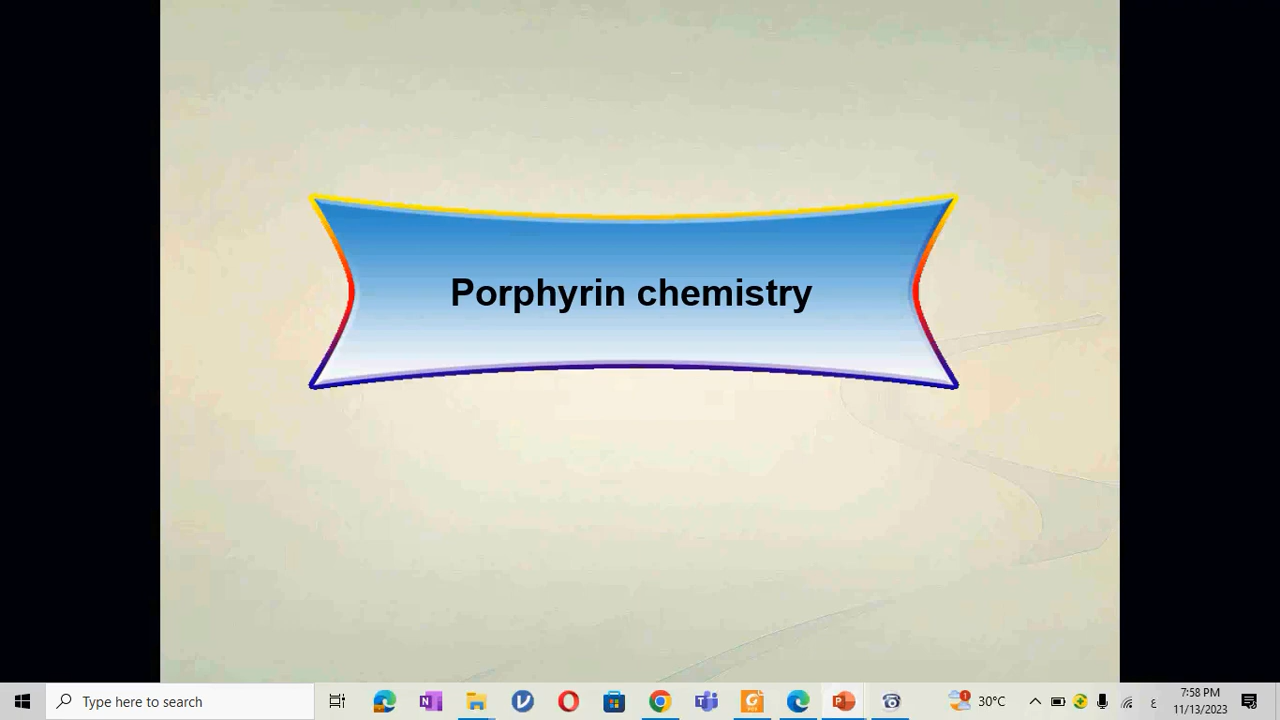 Porphyrin chemistry
Type here to search
30°C
ع
7:58 PM
11/13/2023